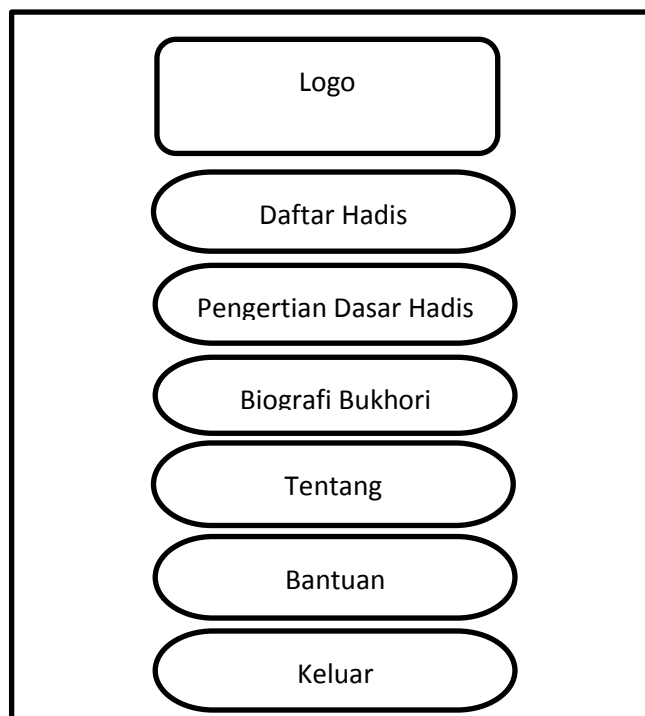 Logo
Daftar Hadis
Pengertian Dasar Hadis
Biografi Bukhori
Tentang
Bantuan
Keluar